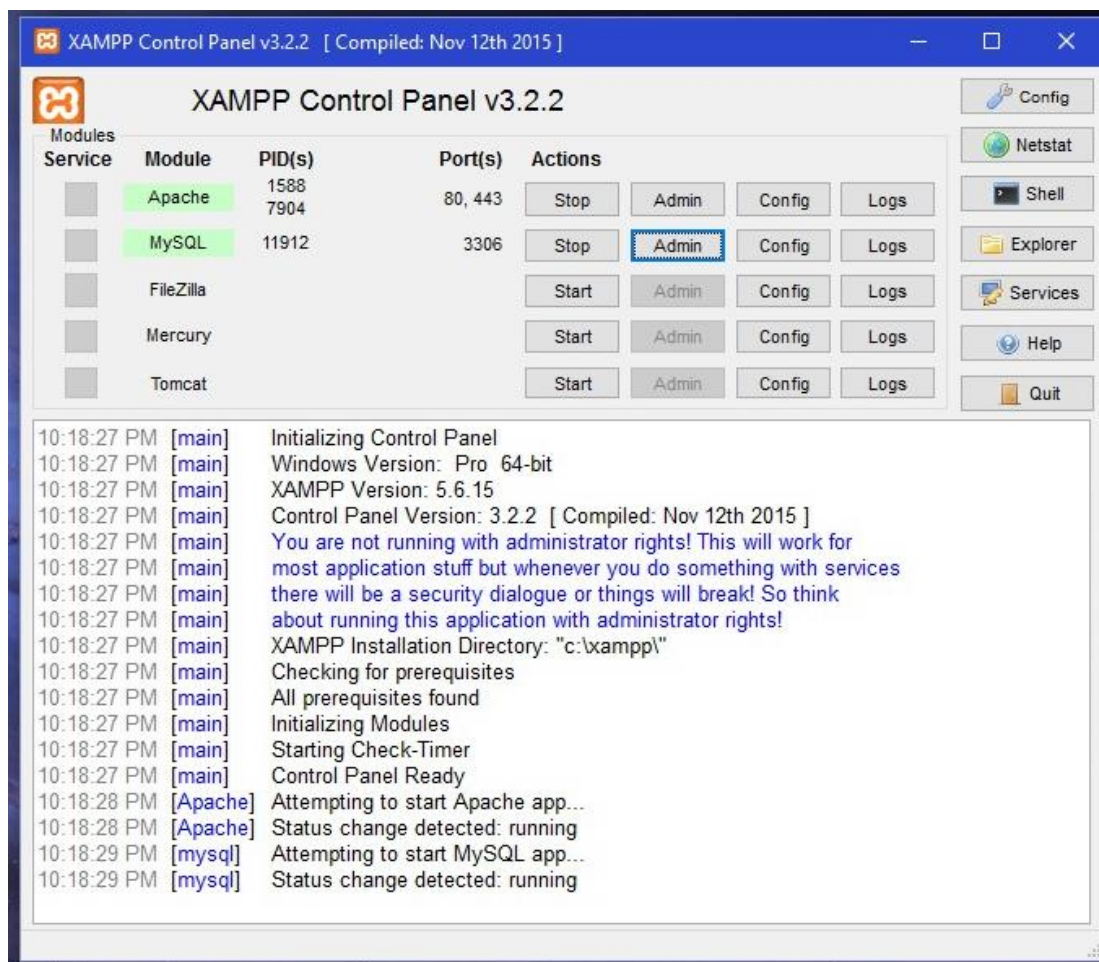 XAMPP Control Panel v3.2.2 [ Compiled: Nov 12th 2015 ]
XAMPP Control Panel v3.2.2
Config
Modules
Service Module PID(s) Port(s) Actions
Netstat
Apache 1588 7904 80, 443 Stop Admin Config Logs
Shell
MySQL 11912 3306 Stop Admin Config Logs
Explorer
FileZilla Start Admin Config Logs
Services
Mercury Start Admin Config Logs
Help
Tomcat Start Admin Config Logs
Quit
10:18:27 PM [main] Initializing Control Panel
10:18:27 PM [main] Windows Version: Pro 64-bit
10:18:27 PM [main] XAMPP Version: 5.6.15
10:18:27 PM [main] Control Panel Version: 3.2.2 [ Compiled: Nov 12th 2015 ]
10:18:27 PM [main] You are not running with administrator rights! This will work for
10:18:27 PM [main] most application stuff but whenever you do something with services
10:18:27 PM [main] there will be a security dialogue or things will break! So think
10:18:27 PM [main] about running this application with administrator rights!
10:18:27 PM [main] XAMPP Installation Directory: "c:\xampp\"
10:18:27 PM [main] Checking for prerequisites
10:18:27 PM [main] All prerequisites found
10:18:27 PM [main] Initializing Modules
10:18:27 PM [main] Starting Check-Timer
10:18:27 PM [main] Control Panel Ready
10:18:28 PM [Apache] Attempting to start Apache app...
10:18:28 PM [Apache] Status change detected: running
10:18:29 PM [mysql] Attempting to start MySQL app...
10:18:29 PM [mysql] Status change detected: running